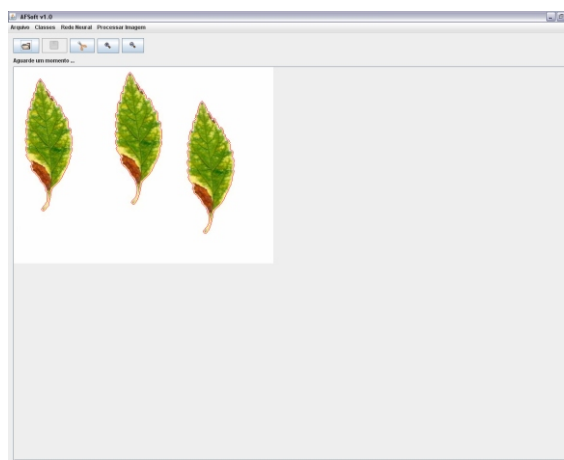 AFSoft v1.0
Arquivo Classes Rede Neural Processar Imagem
Aguarde um momento ...